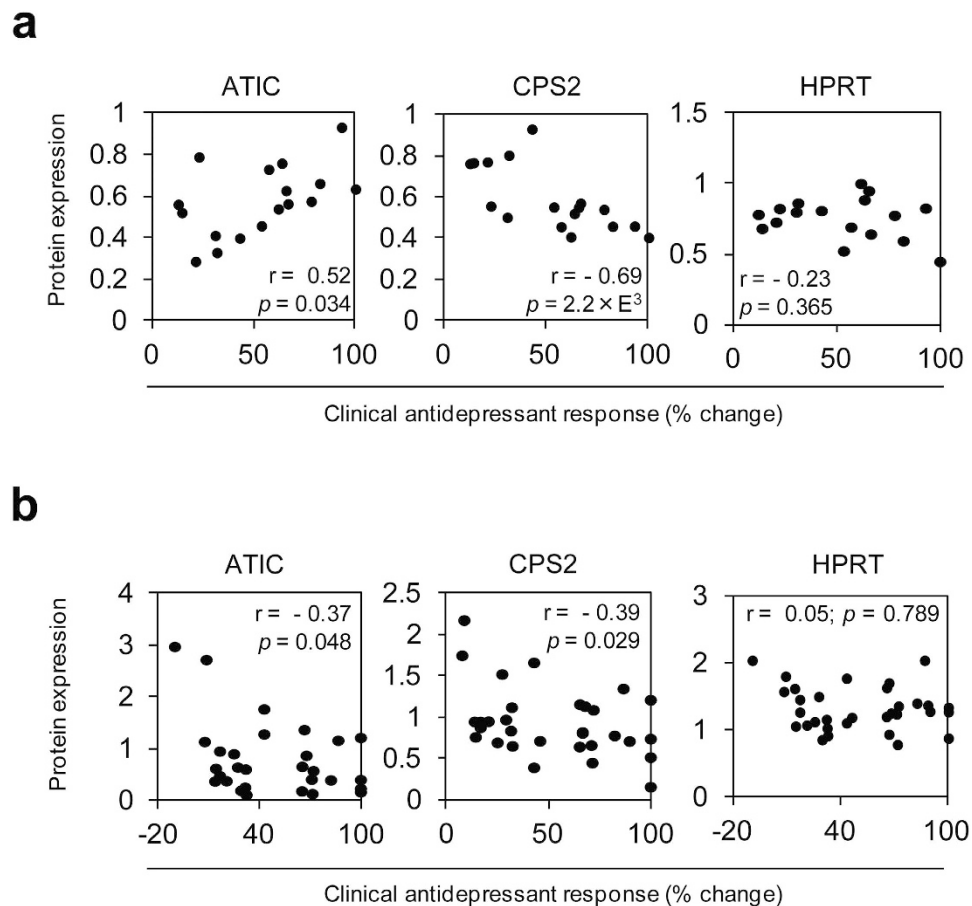 a
ATIC
CPS2
HPRT
Protein expression
1
0.8
0.6
0.4
0.2
0
r = 0.52
p = 0.034
0
50
100
1
0.8
0.6
0.4
0.2
0
r = - 0.69
p = 2.2 × E³
0
50
100
1.5
1
0.5
0
r = - 0.23
p = 0.365
0
50
100
Clinical antidepressant response (% change)
b
ATIC
CPS2
HPRT
Protein expression
4
3
2
1
0
r = - 0.37
p = 0.048
-20
40
100
2.5
2
1.5
1
0.5
0
r = - 0.39
p = 0.029
0
50
100
3
2
1
0
r = 0.05; p = 0.789
-20
40
100
Clinical antidepressant response (% change)